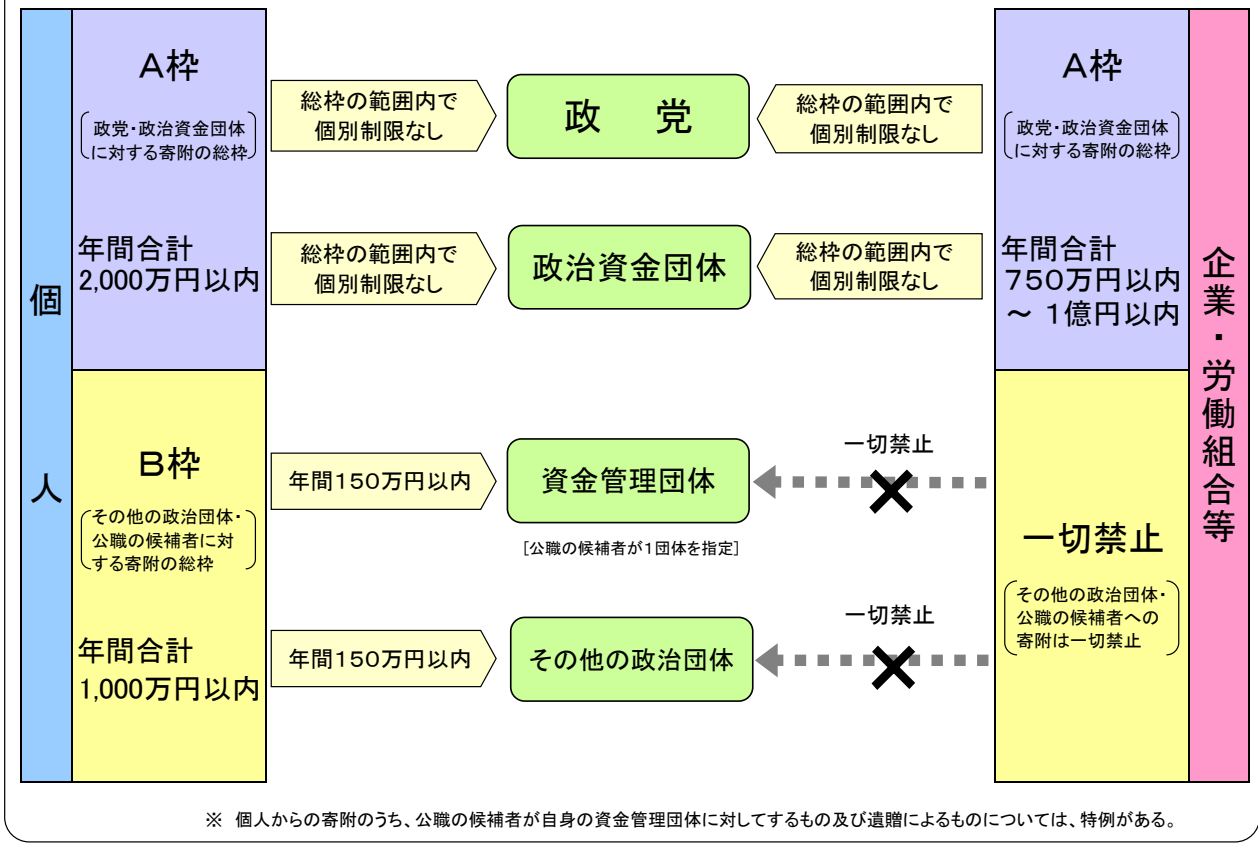 個人
A枠
政党・政治資金団体
に対する寄附の総枠
年間合計
2,000万円以内
B枠
その他の政治団体・
公職の候補者に対
する寄附の総枠
年間合計
1,000万円以内
総枠の範囲内で
個別制限なし
総枠の範囲内で
個別制限なし
年間150万円以内
年間150万円以内
政 党
政治資金団体
資金管理団体
[公職の候補者が1団体を指定]
その他の政治団体
総枠の範囲内で
個別制限なし
総枠の範囲内で
個別制限なし
一切禁止
一切禁止
A枠
政党・政治資金団体
に対する寄附の総枠
年間合計
750万円以内
～ 1億円以内
一切禁止
その他の政治団体・
公職の候補者への
寄附は一切禁止
企業・労働組合等
※ 個人からの寄附のうち、公職の候補者が自身の資金管理団体に対してするもの及び遺贈によるものについては、特例がある。